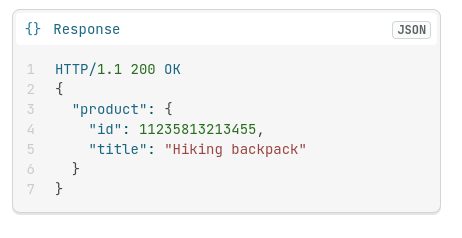 {} Response JSON
1 HTTP/1.1 200 OK
2 {
3   "product": {
4     "id": 11235813213455,
5     "title": "Hiking backpack"
6   }
7 }